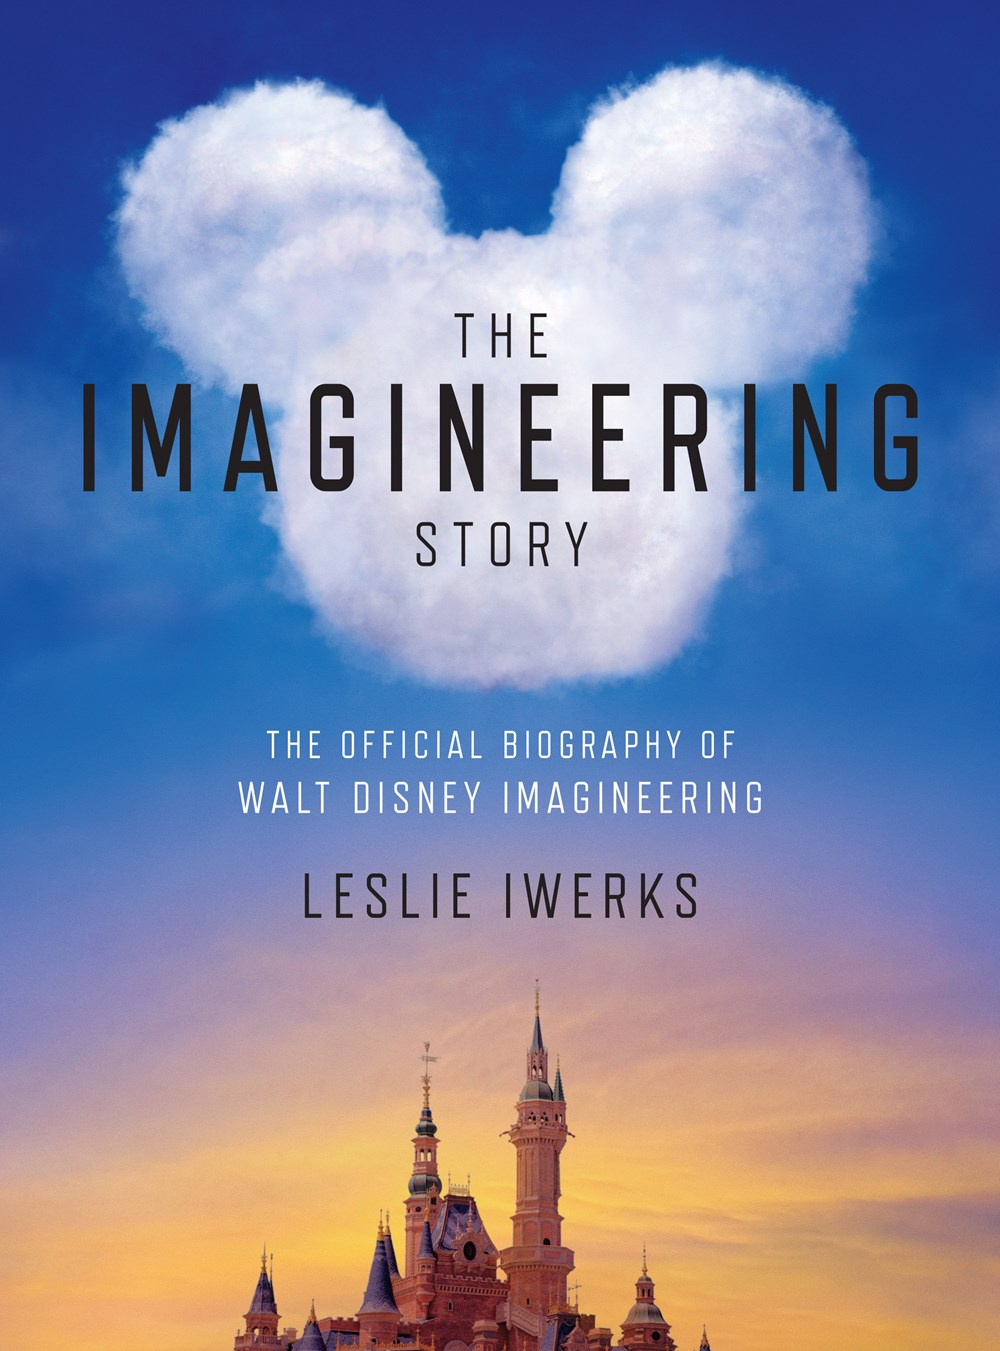 THE
IMAGINEERING
STORY
THE OFFICIAL BIOGRAPHY OF
WALT DISNEY IMAGINEERING
LESLIE IWERKS